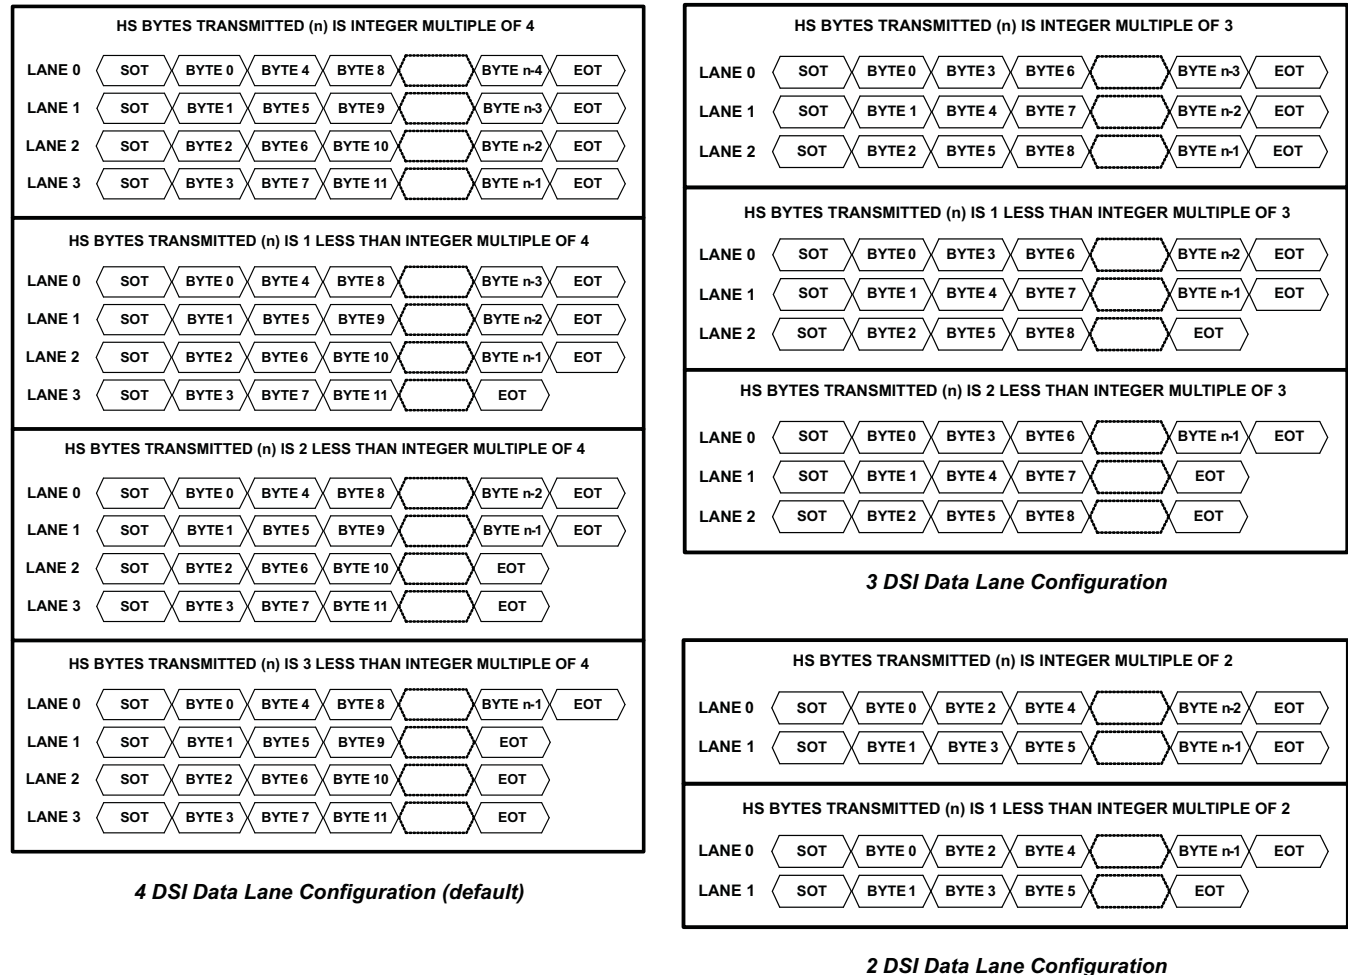 HS BYTES TRANSMITTED (n) IS INTEGER MULTIPLE OF 4
LANE 0 SOT BYTE 0 BYTE 4 BYTE 8 BYTE n-4 EOT
LANE 1 SOT BYTE 1 BYTE 5 BYTE 9 BYTE n-3 EOT
LANE 2 SOT BYTE 2 BYTE 6 BYTE 10 BYTE n-2 EOT
LANE 3 SOT BYTE 3 BYTE 7 BYTE 11 BYTE n-1 EOT
HS BYTES TRANSMITTED (n) IS 1 LESS THAN INTEGER MULTIPLE OF 4
LANE 0 SOT BYTE 0 BYTE 4 BYTE 8 BYTE n-3 EOT
LANE 1 SOT BYTE 1 BYTE 5 BYTE 9 BYTE n-2 EOT
LANE 2 SOT BYTE 2 BYTE 6 BYTE 10 BYTE n-1 EOT
LANE 3 SOT BYTE 3 BYTE 7 BYTE 11 EOT
HS BYTES TRANSMITTED (n) IS 2 LESS THAN INTEGER MULTIPLE OF 4
LANE 0 SOT BYTE 0 BYTE 4 BYTE 8 BYTE n-2 EOT
LANE 1 SOT BYTE 1 BYTE 5 BYTE 9 BYTE n-1 EOT
LANE 2 SOT BYTE 2 BYTE 6 BYTE 10 EOT
LANE 3 SOT BYTE 3 BYTE 7 BYTE 11 EOT
HS BYTES TRANSMITTED (n) IS 3 LESS THAN INTEGER MULTIPLE OF 4
LANE 0 SOT BYTE 0 BYTE 4 BYTE 8 BYTE n-1 EOT
LANE 1 SOT BYTE 1 BYTE 5 BYTE 9 EOT
LANE 2 SOT BYTE 2 BYTE 6 BYTE 10 EOT
LANE 3 SOT BYTE 3 BYTE 7 BYTE 11 EOT
4 DSI Data Lane Configuration (default)
HS BYTES TRANSMITTED (n) IS INTEGER MULTIPLE OF 3
LANE 0 SOT BYTE 0 BYTE 3 BYTE 6 BYTE n-3 EOT
LANE 1 SOT BYTE 1 BYTE 4 BYTE 7 BYTE n-2 EOT
LANE 2 SOT BYTE 2 BYTE 5 BYTE 8 BYTE n-1 EOT
HS BYTES TRANSMITTED (n) IS 1 LESS THAN INTEGER MULTIPLE OF 3
LANE 0 SOT BYTE 0 BYTE 3 BYTE 6 BYTE n-2 EOT
LANE 1 SOT BYTE 1 BYTE 4 BYTE 7 BYTE n-1 EOT
LANE 2 SOT BYTE 2 BYTE 5 BYTE 8 EOT
HS BYTES TRANSMITTED (n) IS 2 LESS THAN INTEGER MULTIPLE OF 3
LANE 0 SOT BYTE 0 BYTE 3 BYTE 6 BYTE n-1 EOT
LANE 1 SOT BYTE 1 BYTE 4 BYTE 7 EOT
LANE 2 SOT BYTE 2 BYTE 5 BYTE 8 EOT
3 DSI Data Lane Configuration
HS BYTES TRANSMITTED (n) IS INTEGER MULTIPLE OF 2
LANE 0 SOT BYTE 0 BYTE 2 BYTE 4 BYTE n-2 EOT
LANE 1 SOT BYTE 1 BYTE 3 BYTE 5 BYTE n-1 EOT
HS BYTES TRANSMITTED (n) IS 1 LESS THAN INTEGER MULTIPLE OF 2
LANE 0 SOT BYTE 0 BYTE 2 BYTE 4 BYTE n-1 EOT
LANE 1 SOT BYTE 1 BYTE 3 BYTE 5 EOT
2 DSI Data Lane Configuration